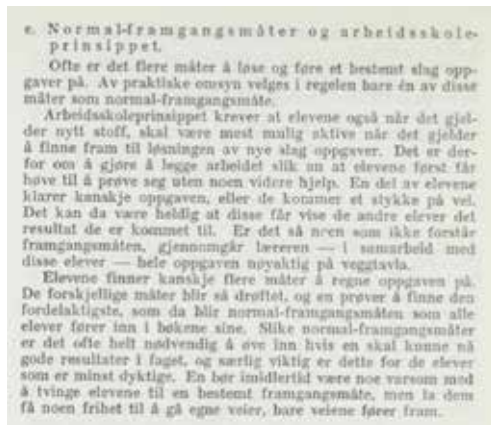 e. Normal-framgangsmåter og arbeidsskole-
prinsippet.
Ofte er det flere måter å løse og føre et bestemt slag opp-
gaver på. Av praktiske omsyn velges i regelen bare én av disse
måter som normal-framgangsmåte.
Arbeidsskoleprinsippet krever at elevene også når det gjel-
der nytt stoff, skal være mest mulig aktive når det gjelder
å finne fram til løsningen av nye slag oppgaver. Det er der-
for om å gjøre å legge arbeidet slik an at elevene først får
høve til å prøve seg uten noen videre hjelp. En del av elevene
klarer kanskje oppgaven, eller de kommer et stykke på vei.
Det kan da være heldig at disse får vise de andre elever det
resultat de er kommet til. Er det så noen som ikke forstår
framgangsmåten, gjennomgår læreren — i samarbeid med
disse elever — hele oppgaven nøyaktig på veggtavla.
Elevene finner kanskje flere måter å regne oppgaven på.
De forskjellige måter blir så drøftet, og en prøver å finne den
fordelaktigste, som da blir normal-framgangsmåten som alle
elever fører inn i bøkene sine. Slike normal-framgangsmåter
er det ofte helt nødvendig å øve inn hvis en skal kunne nå
gode resultater i faget, og særlig viktig er dette for de elever
som er minst dyktige. En bør imidlertid være noe varsom med
å tvinge elevene til en bestemt framgangsmåte, men la dem
få noen frihet til å gå egne veier, bare veiene fører fram.